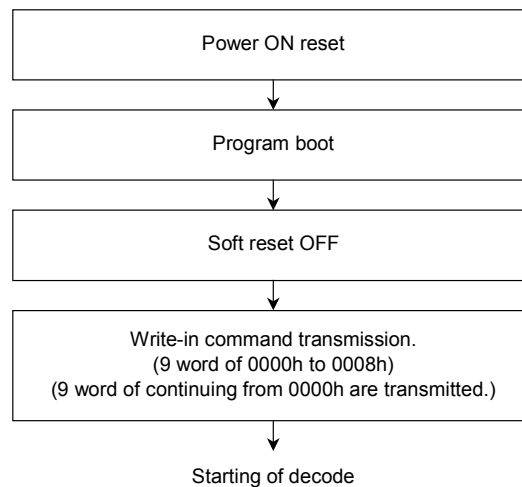 Power ON reset
Program boot
Soft reset OFF
Write-in command transmission.
(9 word of 0000h to 0008h)
(9 word of continuing from 0000h are transmitted.)
Starting of decode